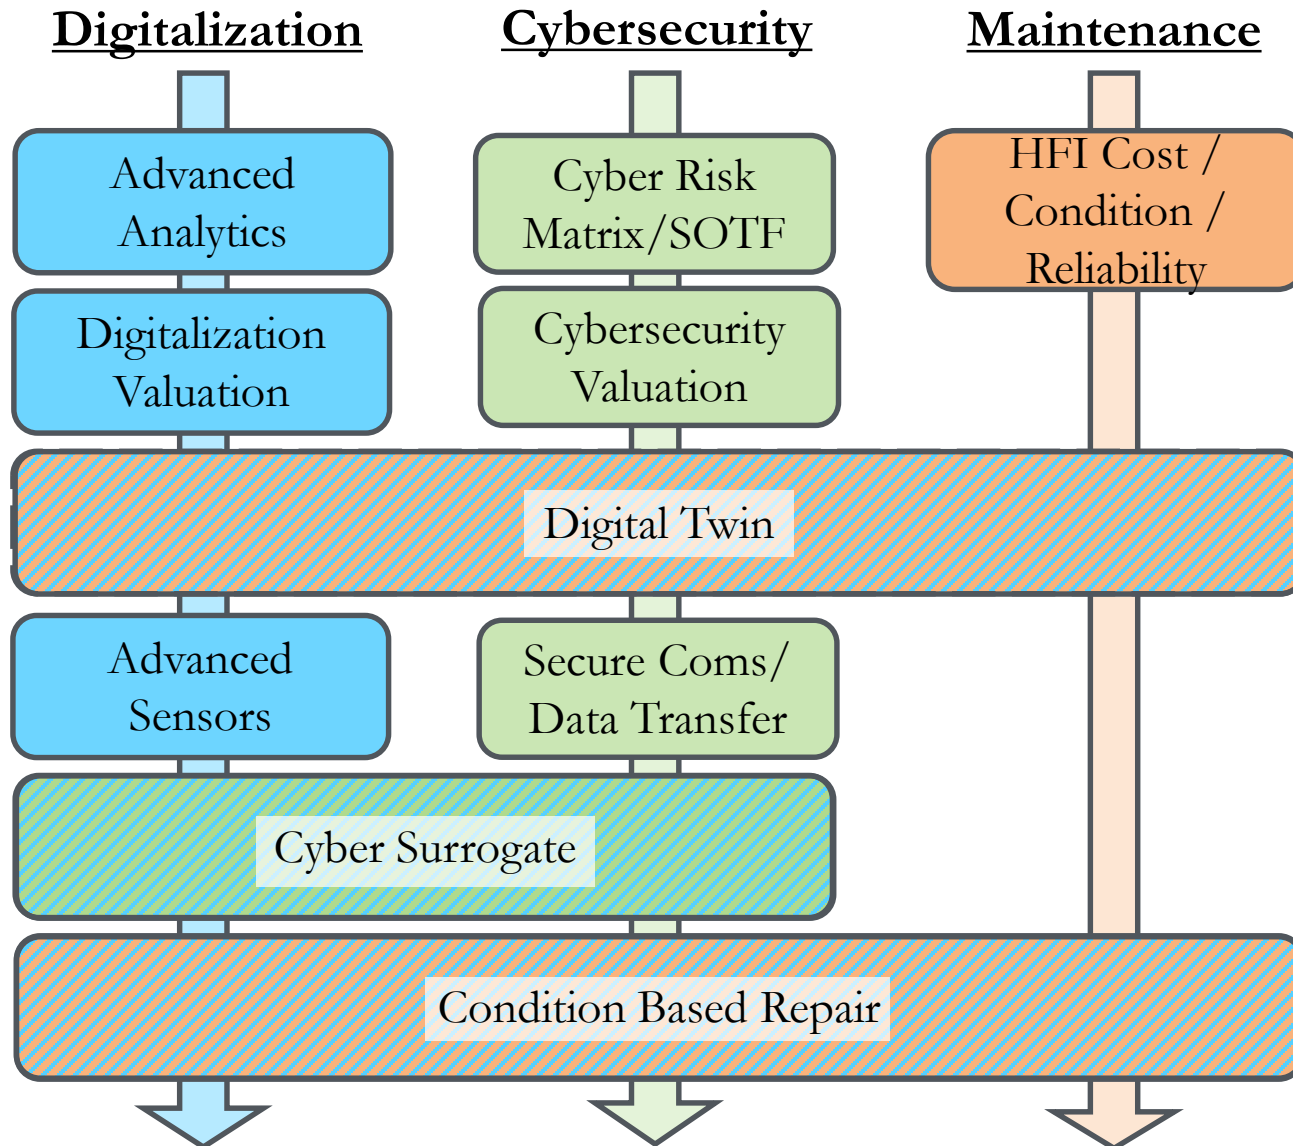 Digitalization
Cybersecurity
Maintenance
Advanced
Analytics
Cyber Risk
Matrix/SOTF
HFI Cost /
Condition /
Reliability
Digitalization
Valuation
Cybersecurity
Valuation
Digital Twin
Advanced
Sensors
Secure Coms/
Data Transfer
Cyber Surrogate
Condition Based Repair